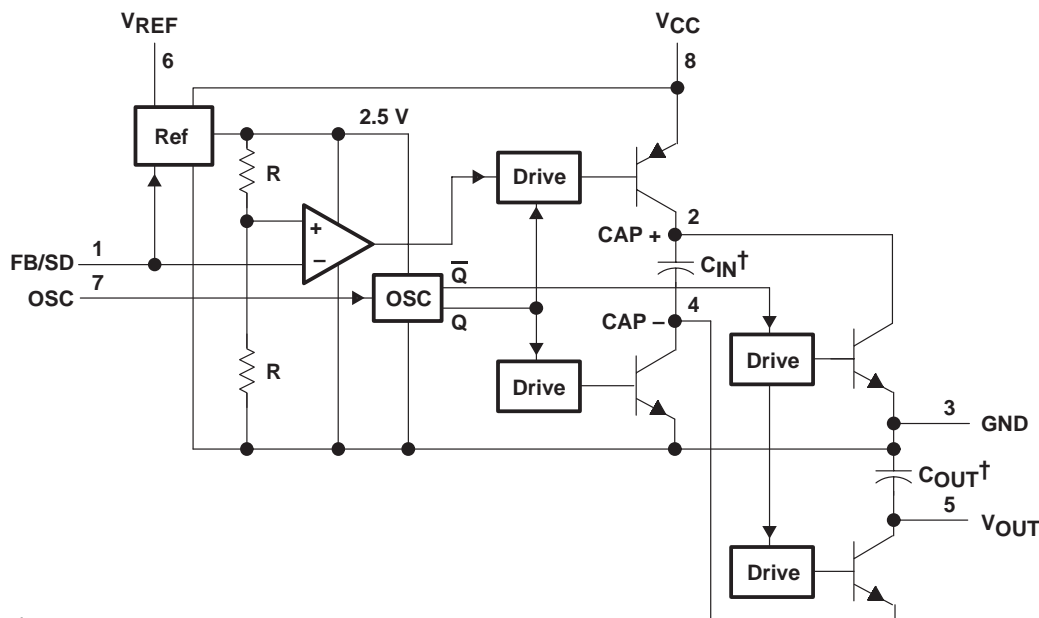 VREF
6
VCC
8
Ref
2.5 V
R
Drive
+
−
2
CAP +
CIN†
1
FB/SD
7
OSC
OSC
Q̅
Q
4
CAP −
R
Drive
Drive
3
GND
COUT†
5
VOUT
Drive